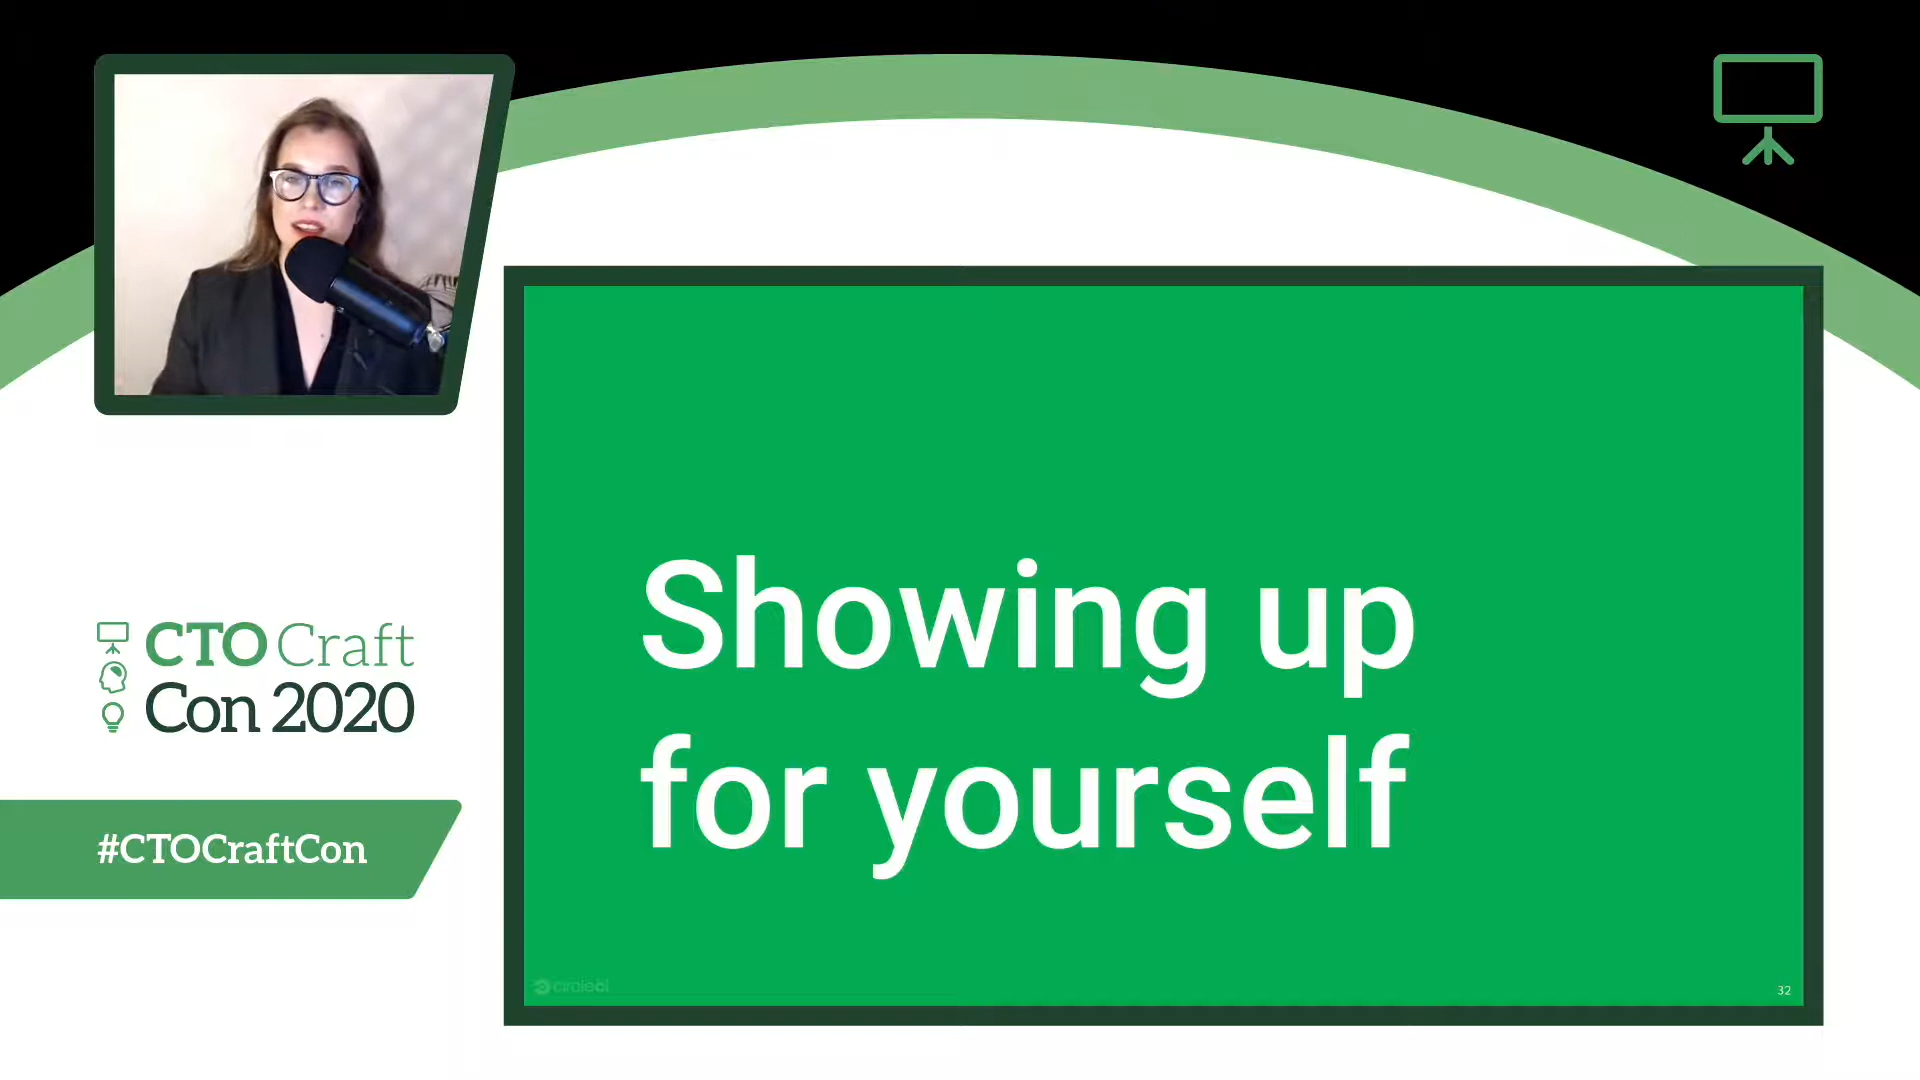 CTO Craft
Con 2020
#CTOCraftCon
Showing up
for yourself
circleci
32